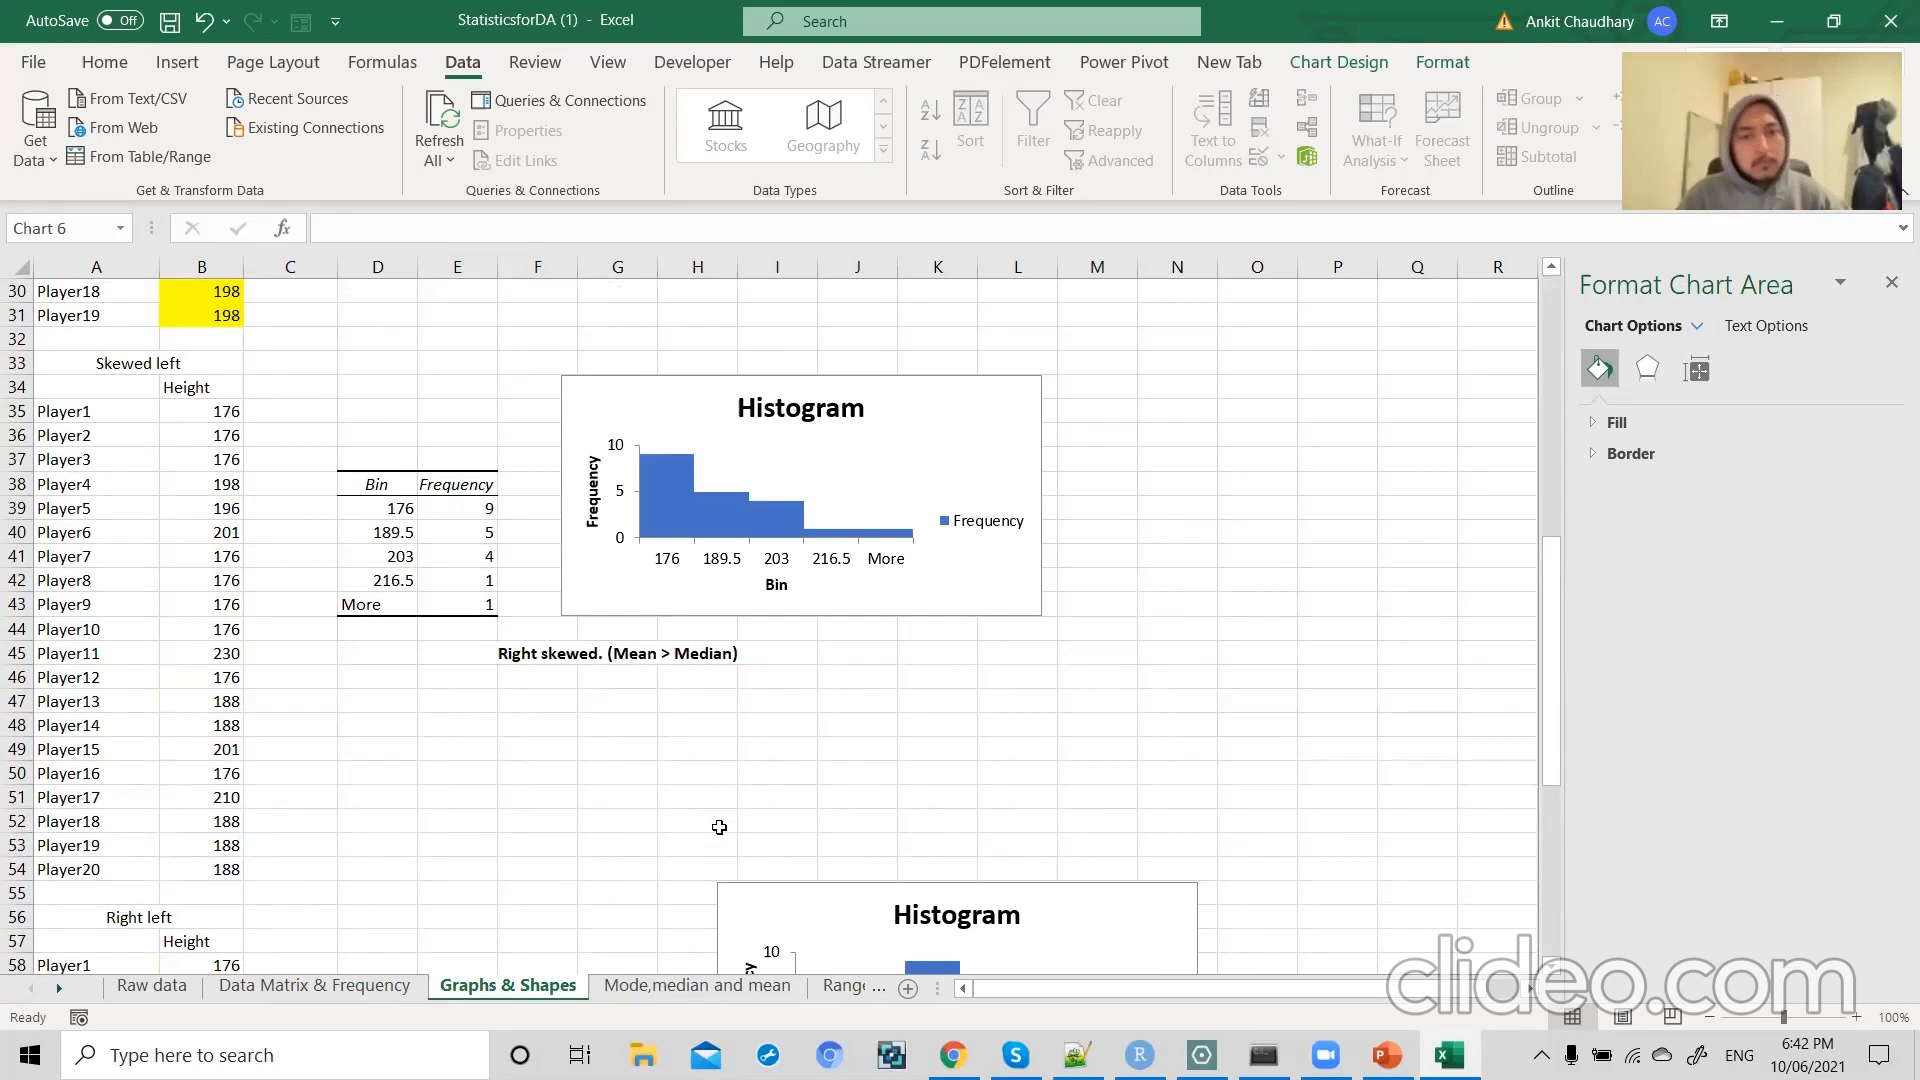 AutoSave Off StatisticsforDA (1) - Excel Search Ankit Chaudhary AC
File Home Insert Page Layout Formulas Data Review View Developer Help Data Streamer PDFelement Power Pivot New Tab Chart Design Format
Get Data From Text/CSV From Web From Table/Range Recent Sources Existing Connections
Refresh All Queries & Connections Properties Edit Links
Stocks Geography
Sort Filter Clear Reapply Advanced
Text to Columns
What-If Analysis Forecast Sheet
Group Ungroup Subtotal
Get & Transform Data Queries & Connections Data Types Sort & Filter Data Tools Forecast Outline
Chart 6 fx
A B C D E F G H I J K L M N O P Q R
30 Player18 198
31 Player19 198
32
33 Skewed left
34 Height
35 Player1 176
36 Player2 176
37 Player3 176
38 Player4 198 Bin Frequency
39 Player5 196 176 9
40 Player6 201 189.5 5
41 Player7 176 203 4
42 Player8 176 216.5 1
43 Player9 176 More 1
44 Player10 176
45 Player11 230 Right skewed. (Mean > Median)
46 Player12 176
47 Player13 188
48 Player14 188
49 Player15 201
50 Player16 176
51 Player17 210
52 Player18 188
53 Player19 188
54 Player20 188
55
56 Right left
57 Height
58 Player1 176
Histogram
Frequency
10
5
0
176 189.5 203 216.5 More
Bin
Frequency
Histogram
10
Format Chart Area
Chart Options Text Options
Fill
Border
Raw data Data Matrix & Frequency Graphs & Shapes Mode,median and mean Range ...
clideo.com
Ready 100%
Type here to search ENG 6:42 PM
10/06/2021